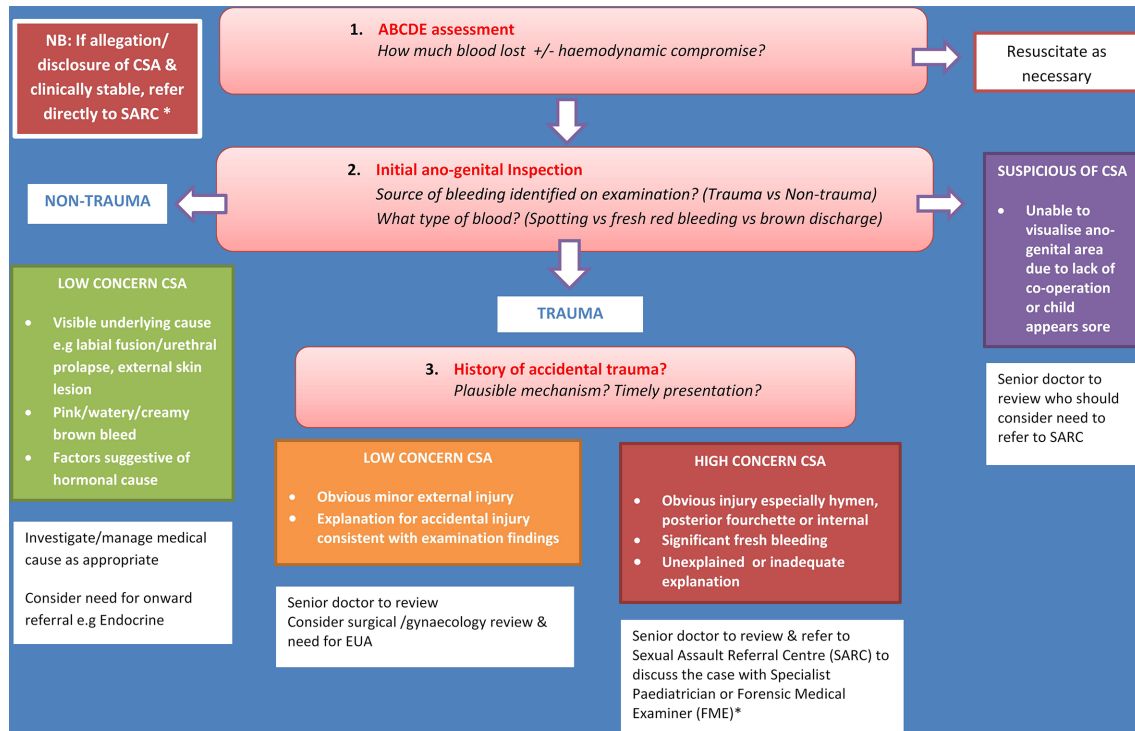 NB: If allegation/
disclosure of CSA &
clinically stable, refer
directly to SARC *
1. ABCDE assessment
How much blood lost +/- haemodynamic compromise?
Resuscitate as
necessary
2. Initial ano-genital Inspection
Source of bleeding identified on examination? (Trauma vs Non-trauma)
What type of blood? (Spotting vs fresh red bleeding vs brown discharge)
NON-TRAUMA
SUSPICIOUS OF CSA
• Unable to
visualise ano-
genital area
due to lack of
co-operation
or child
appears sore
LOW CONCERN CSA
• Visible underlying cause
e.g labial fusion/urethral
prolapse, external skin
lesion
• Pink/watery/creamy
brown bleed
• Factors suggestive of
hormonal cause
TRAUMA
3. History of accidental trauma?
Plausible mechanism? Timely presentation?
Senior doctor to
review who should
consider need to
refer to SARC
LOW CONCERN CSA
• Obvious minor external injury
• Explanation for accidental injury
consistent with examination findings
HIGH CONCERN CSA
• Obvious injury especially hymen,
posterior fourchette or internal
• Significant fresh bleeding
• Unexplained or inadequate
explanation
Investigate/manage medical
cause as appropriate
Consider need for onward
referral e.g Endocrine
Senior doctor to review
Consider surgical /gynaecology review &
need for EUA
Senior doctor to review & refer to
Sexual Assault Referral Centre (SARC) to
discuss the case with Specialist
Paediatrician or Forensic Medical
Examiner (FME)*